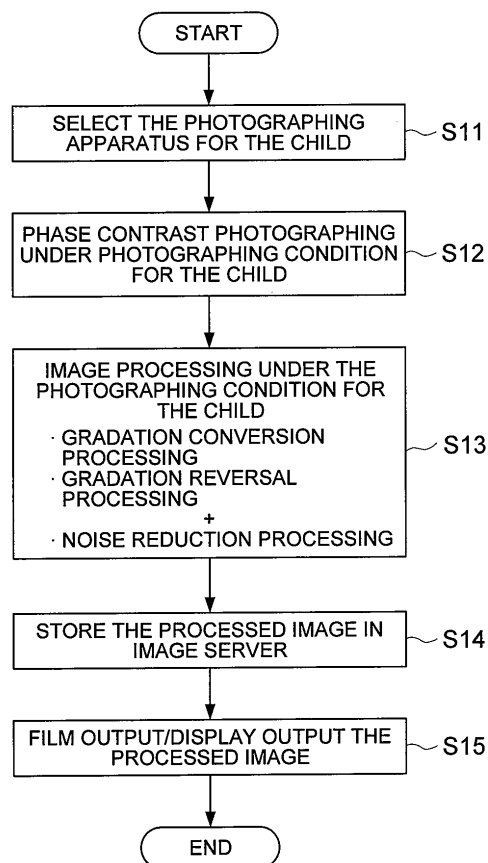 START
SELECT THE PHOTOGRAPHING
APPARATUS FOR THE CHILD
S11
PHASE CONTRAST PHOTOGRAPHING
UNDER PHOTOGRAPHING CONDITION
FOR THE CHILD
S12
IMAGE PROCESSING UNDER THE
PHOTOGRAPHING CONDITION FOR
THE CHILD
· GRADATION CONVERSION
PROCESSING
· GRADATION REVERSAL
PROCESSING
+
· NOISE REDUCTION PROCESSING
S13
STORE THE PROCESSED IMAGE IN
IMAGE SERVER
S14
FILM OUTPUT/DISPLAY OUTPUT THE
PROCESSED IMAGE
S15
END